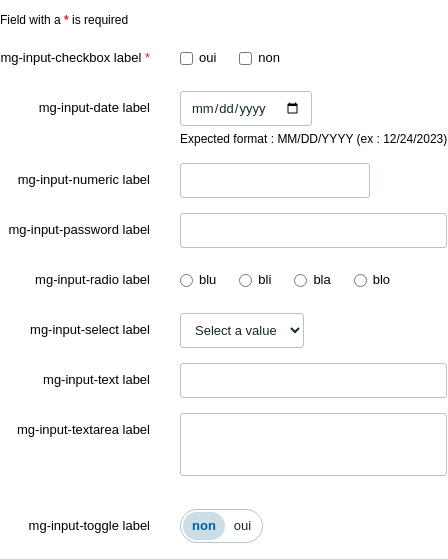 Field with a * is required
mg-input-checkbox label * oui non
mg-input-date label mm/dd/yyyy
Expected format : MM/DD/YYYY (ex : 12/24/2023)
mg-input-numeric label
mg-input-password label
mg-input-radio label blu bli bla blo
mg-input-select label Select a value
mg-input-text label
mg-input-textarea label
mg-input-toggle label non oui